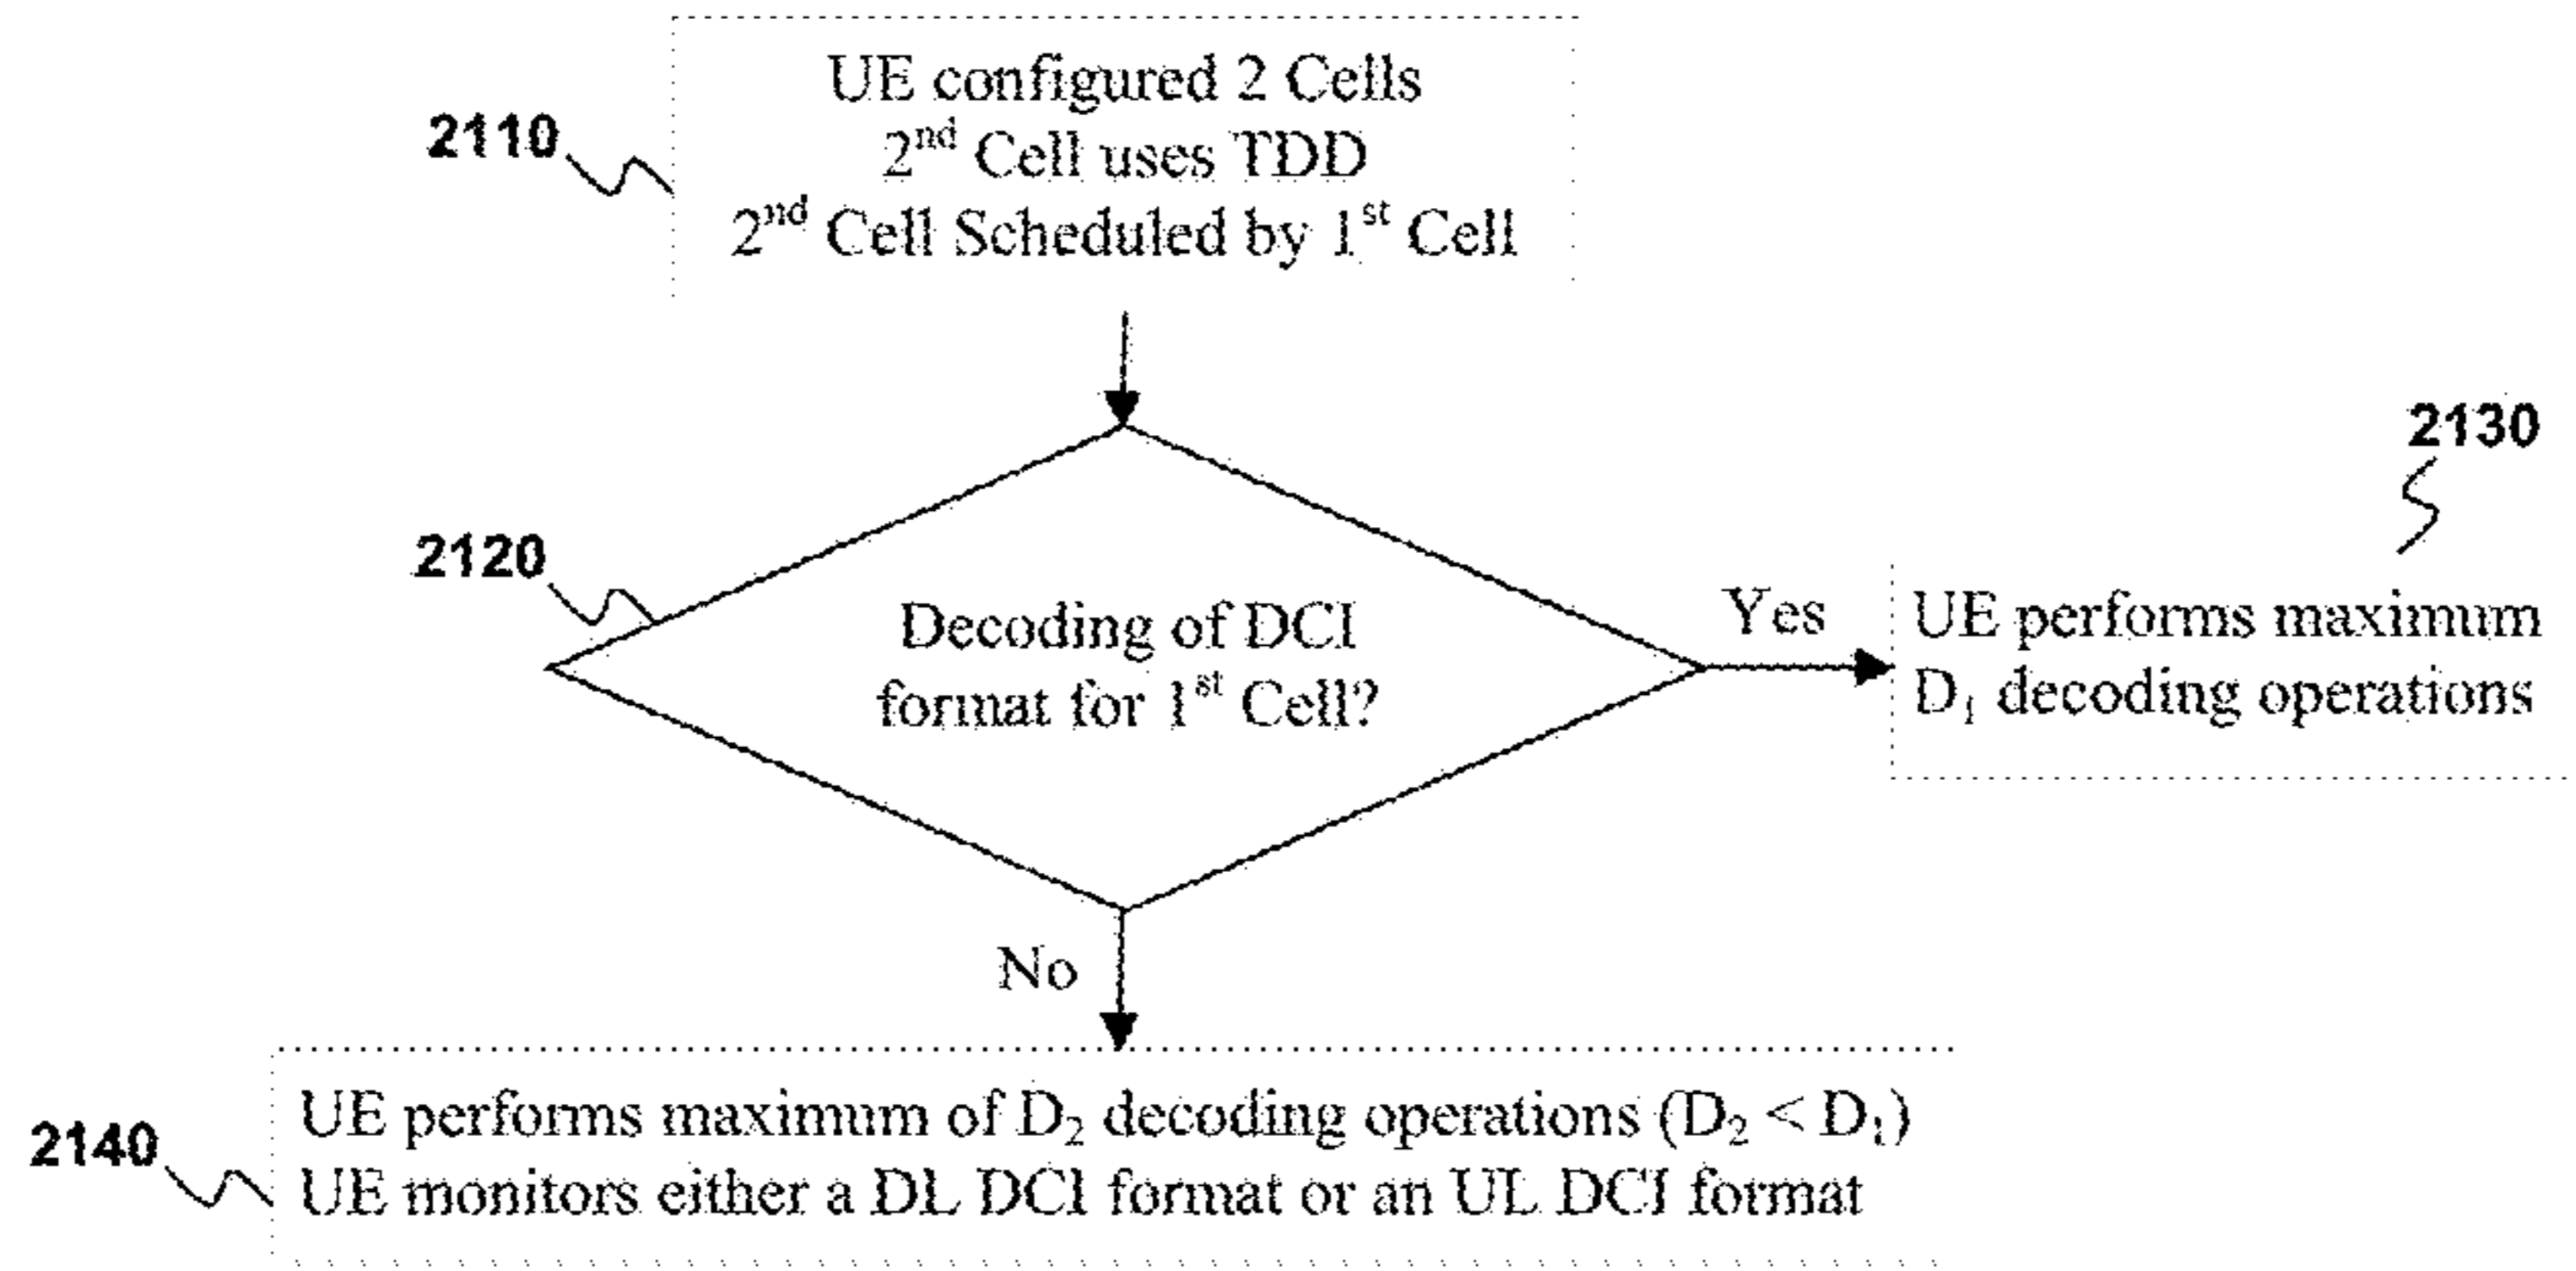 2110
UE configured 2 Cells
2nd Cell uses TDD
2nd Cell Scheduled by 1st Cell
2120
Decoding of DCI
format for 1st Cell?
Yes
2130
UE performs maximum
D1 decoding operations
No
2140
UE performs maximum of D2 decoding operations (D2 < D1)
UE monitors either a DL DCI format or an UL DCI format